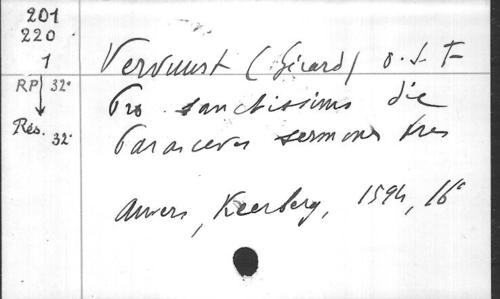 201
220
1
RP 32°
Rés. 32°
Vervuust (Gérard) o. s. F
Pro sanctissimo die
Parasceves sermones tres
Anvers, Keerberg, 1594, 16°